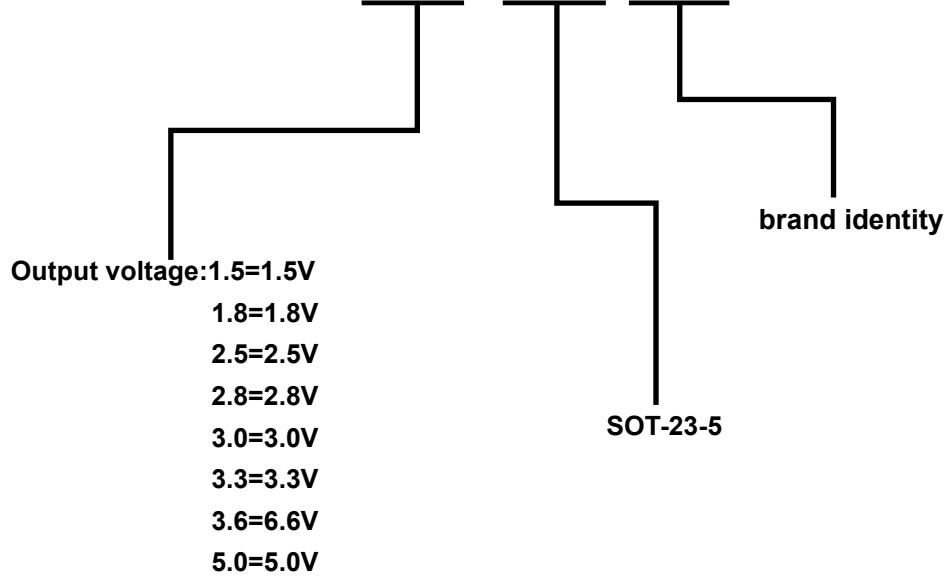 brand identity
Output voltage:1.5=1.5V
1.8=1.8V
2.5=2.5V
2.8=2.8V
3.0=3.0V
SOT-23-5
3.3=3.3V
3.6=6.6V
5.0=5.0V